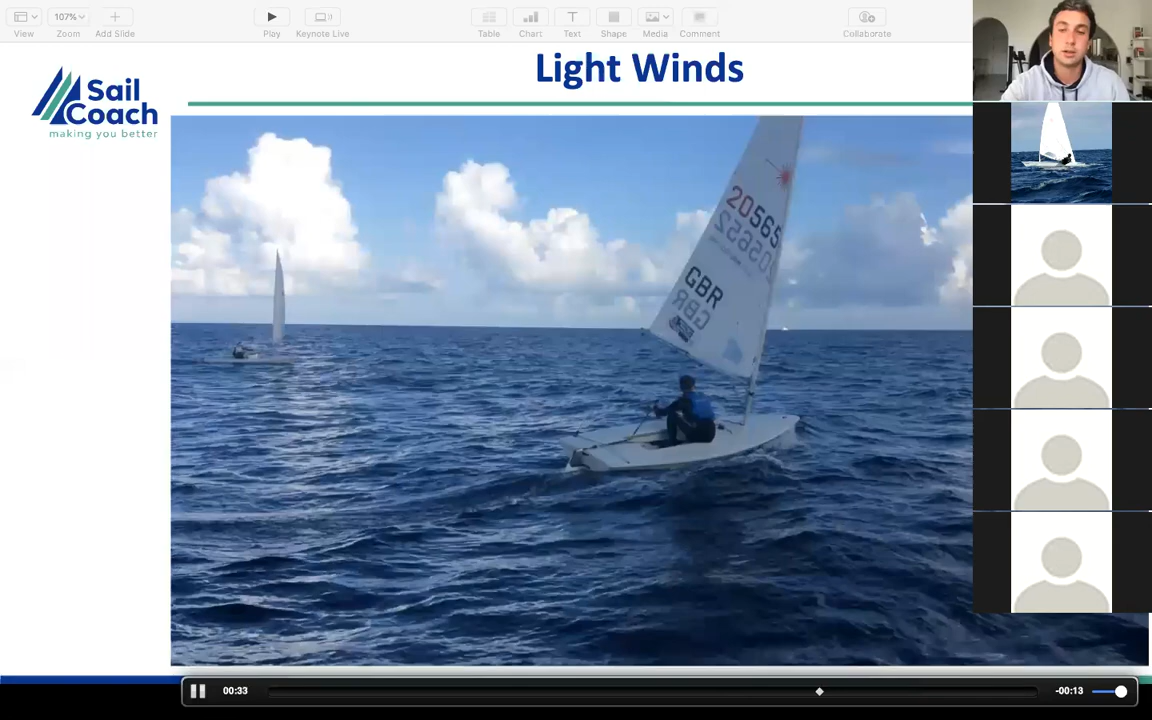 107%
View
Zoom
Add Slide
Play
Keynote Live
Table
Chart
Text
Shape
Media
Comment
Collaborate
Light Winds
Sail
Coach
making you better
20565
GBR
00:33
-00:13